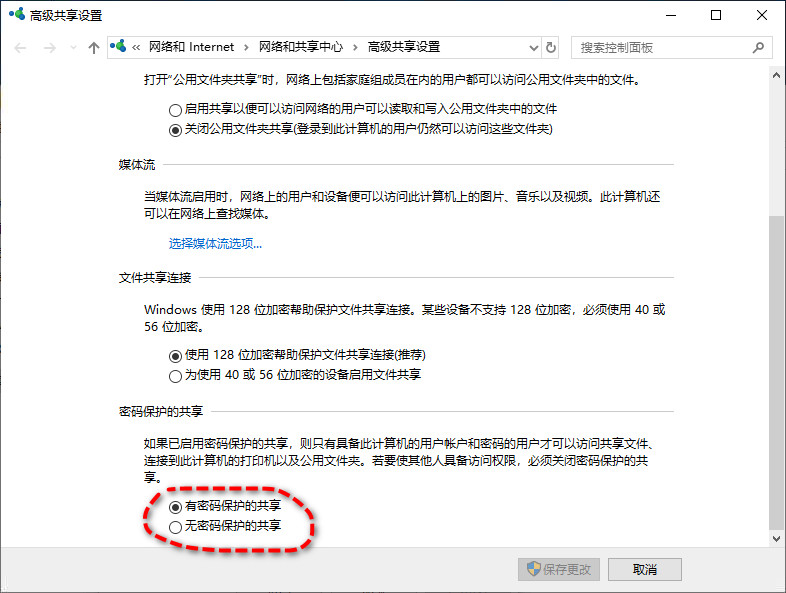 高级共享设置
« 网络和 Internet › 网络和共享中心 › 高级共享设置
搜索控制面板
打开“公用文件夹共享”时，网络上包括家庭组成员在内的用户都可以访问公用文件夹中的文件。
启用共享以便可以访问网络的用户可以读取和写入公用文件夹中的文件
关闭公用文件夹共享(登录到此计算机的用户仍然可以访问这些文件夹)
媒体流
当媒体流启用时，网络上的用户和设备便可以访问此计算机上的图片、音乐以及视频。此计算机还
可以在网络上查找媒体。
选择媒体流选项...
文件共享连接
Windows 使用 128 位加密帮助保护文件共享连接。某些设备不支持 128 位加密，必须使用 40 或
56 位加密。
使用 128 位加密帮助保护文件共享连接(推荐)
为使用 40 或 56 位加密的设备启用文件共享
密码保护的共享
如果已启用密码保护的共享，则只有具备此计算机的用户帐户和密码的用户才可以访问共享文件、
连接到此计算机的打印机以及公用文件夹。若要使其他人具备访问权限，必须关闭密码保护的共
享。
有密码保护的共享
无密码保护的共享
保存更改
取消